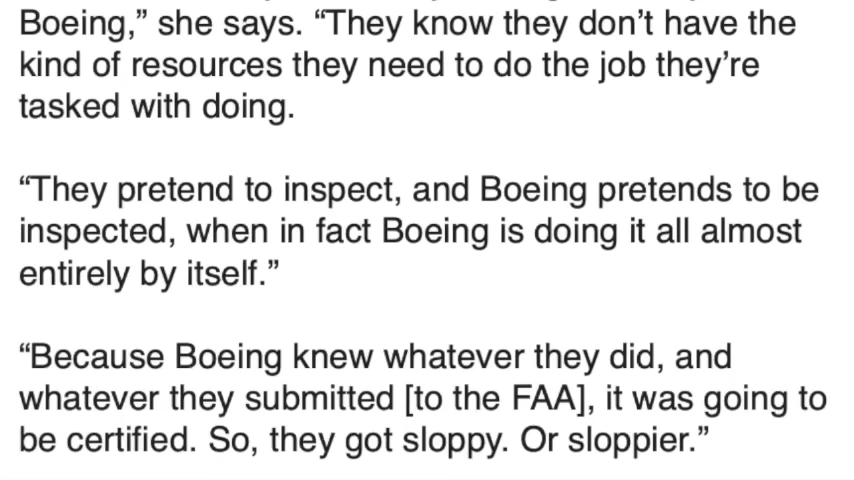 Boeing,” she says. “They know they don’t have the
kind of resources they need to do the job they’re
tasked with doing.
“They pretend to inspect, and Boeing pretends to be
inspected, when in fact Boeing is doing it all almost
entirely by itself.”
“Because Boeing knew whatever they did, and
whatever they submitted [to the FAA], it was going to
be certified. So, they got sloppy. Or sloppier.”